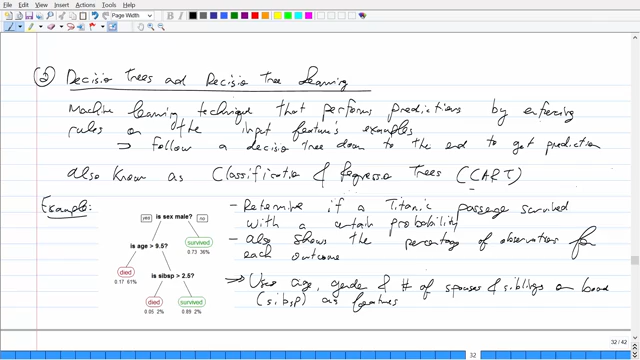 File Edit View Insert Actions Tools Help
Page Width
② Decision Trees and Decision Tree Learning
Machine learning technique that performs predictions by enforcing
rules on the input feature's examples
⊃ Follow a decision tree down to the end to get prediction
Also known as Classification & Regression Trees (CART)
Example:
yes is sex male? no
is age > 9.5? survived
0.73 36%
died is sibsp > 2.5?
0.17 61%
died survived
0.05 2% 0.89 2%
- Determine if a Titanic passage survived
with a certain probability
- Also shows the percentage of observations for
each outcome
⇒ Uses age, gender & # of spouses & siblings on board
(sibsp) as features
32 / 42
32
32 / 42